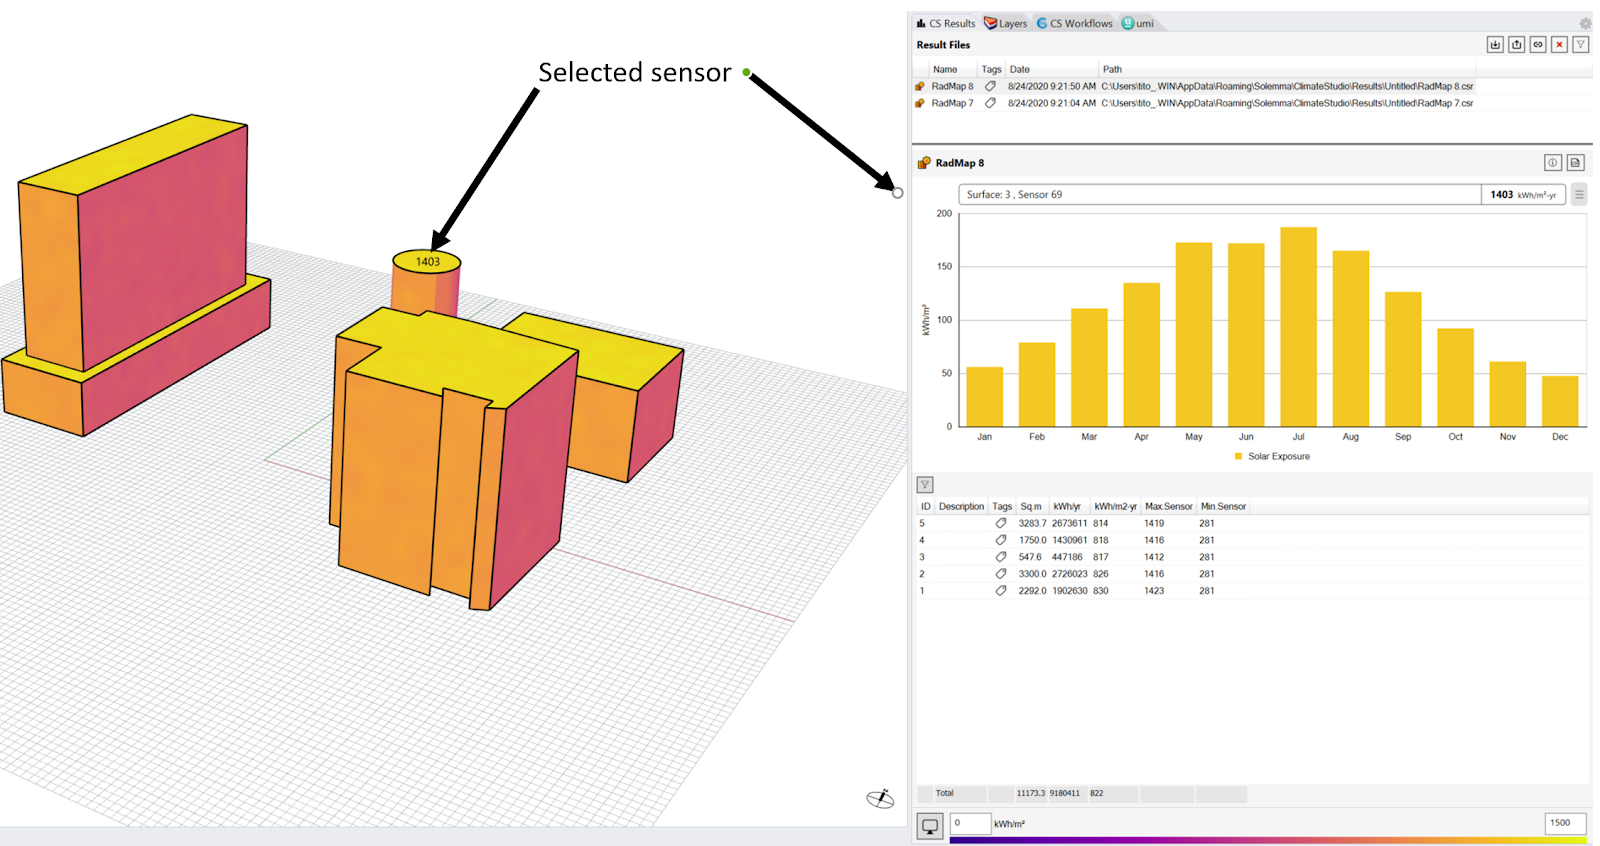 Selected sensor
1403
CS Results Layers CS Workflows umi
Result Files
Name Tags Date Path
RadMap 8 8/24/2020 9:21:50 AM C:\Users\tito_.WIN\AppData\Roaming\Solemma\ClimateStudio\Results\Untitled\RadMap 8.csr
RadMap 7 8/24/2020 9:21:04 AM C:\Users\tito_.WIN\AppData\Roaming\Solemma\ClimateStudio\Results\Untitled\RadMap 7.csr
RadMap 8
Surface: 3 , Sensor 69 1403 kWh/m²-yr
200
150
100
50
0
kWh/m²
Jan Feb Mar Apr May Jun Jul Aug Sep Oct Nov Dec
Solar Exposure
ID Description Tags Sq.m kWh/yr kWh/m2-yr Max.Sensor Min.Sensor
5 3283.7 2673611 814 1419 281
4 1750.0 1430961 818 1416 281
3 547.6 447186 817 1412 281
2 3300.0 2726023 826 1416 281
1 2292.0 1902630 830 1423 281
Total 11173.3 9180411 822
0 kWh/m² 1500
N